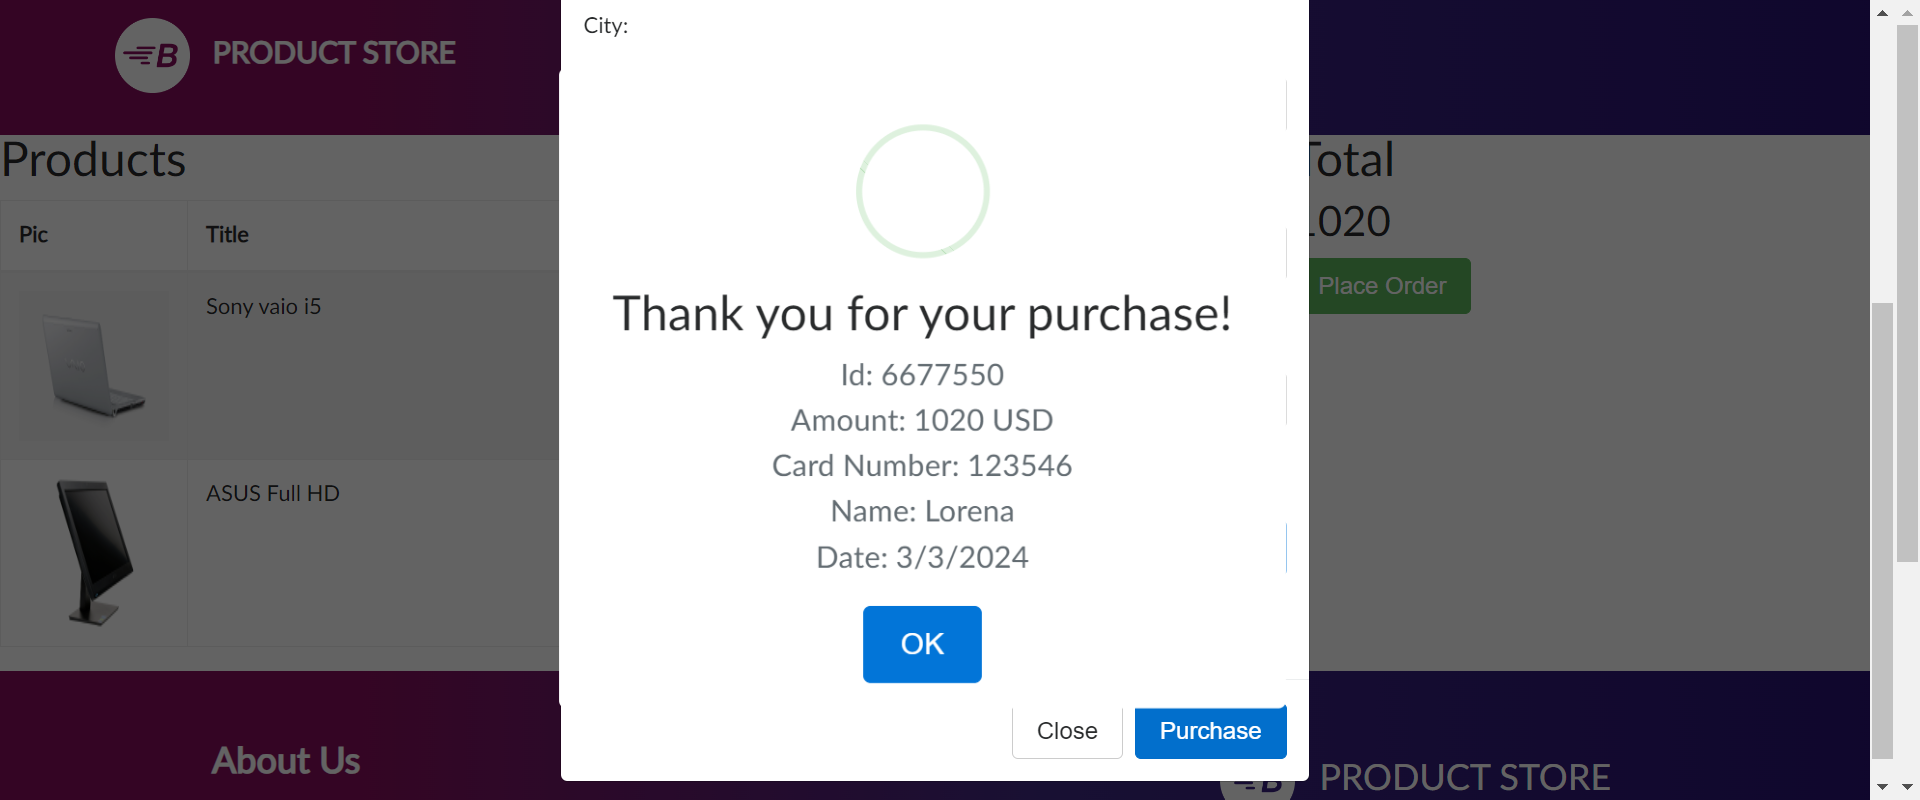 City:
B PRODUCT STORE
Products
Total
Pic
Title
1020
Place Order
Sony vaio i5
ASUS Full HD
Thank you for your purchase!
Id: 6677550
Amount: 1020 USD
Card Number: 123546
Name: Lorena
Date: 3/3/2024
OK
Close
Purchase
About Us
B PRODUCT STORE